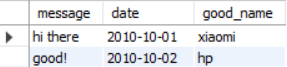 message date good_name
hi there 2010-10-01 xiaomi
good! 2010-10-02 hp